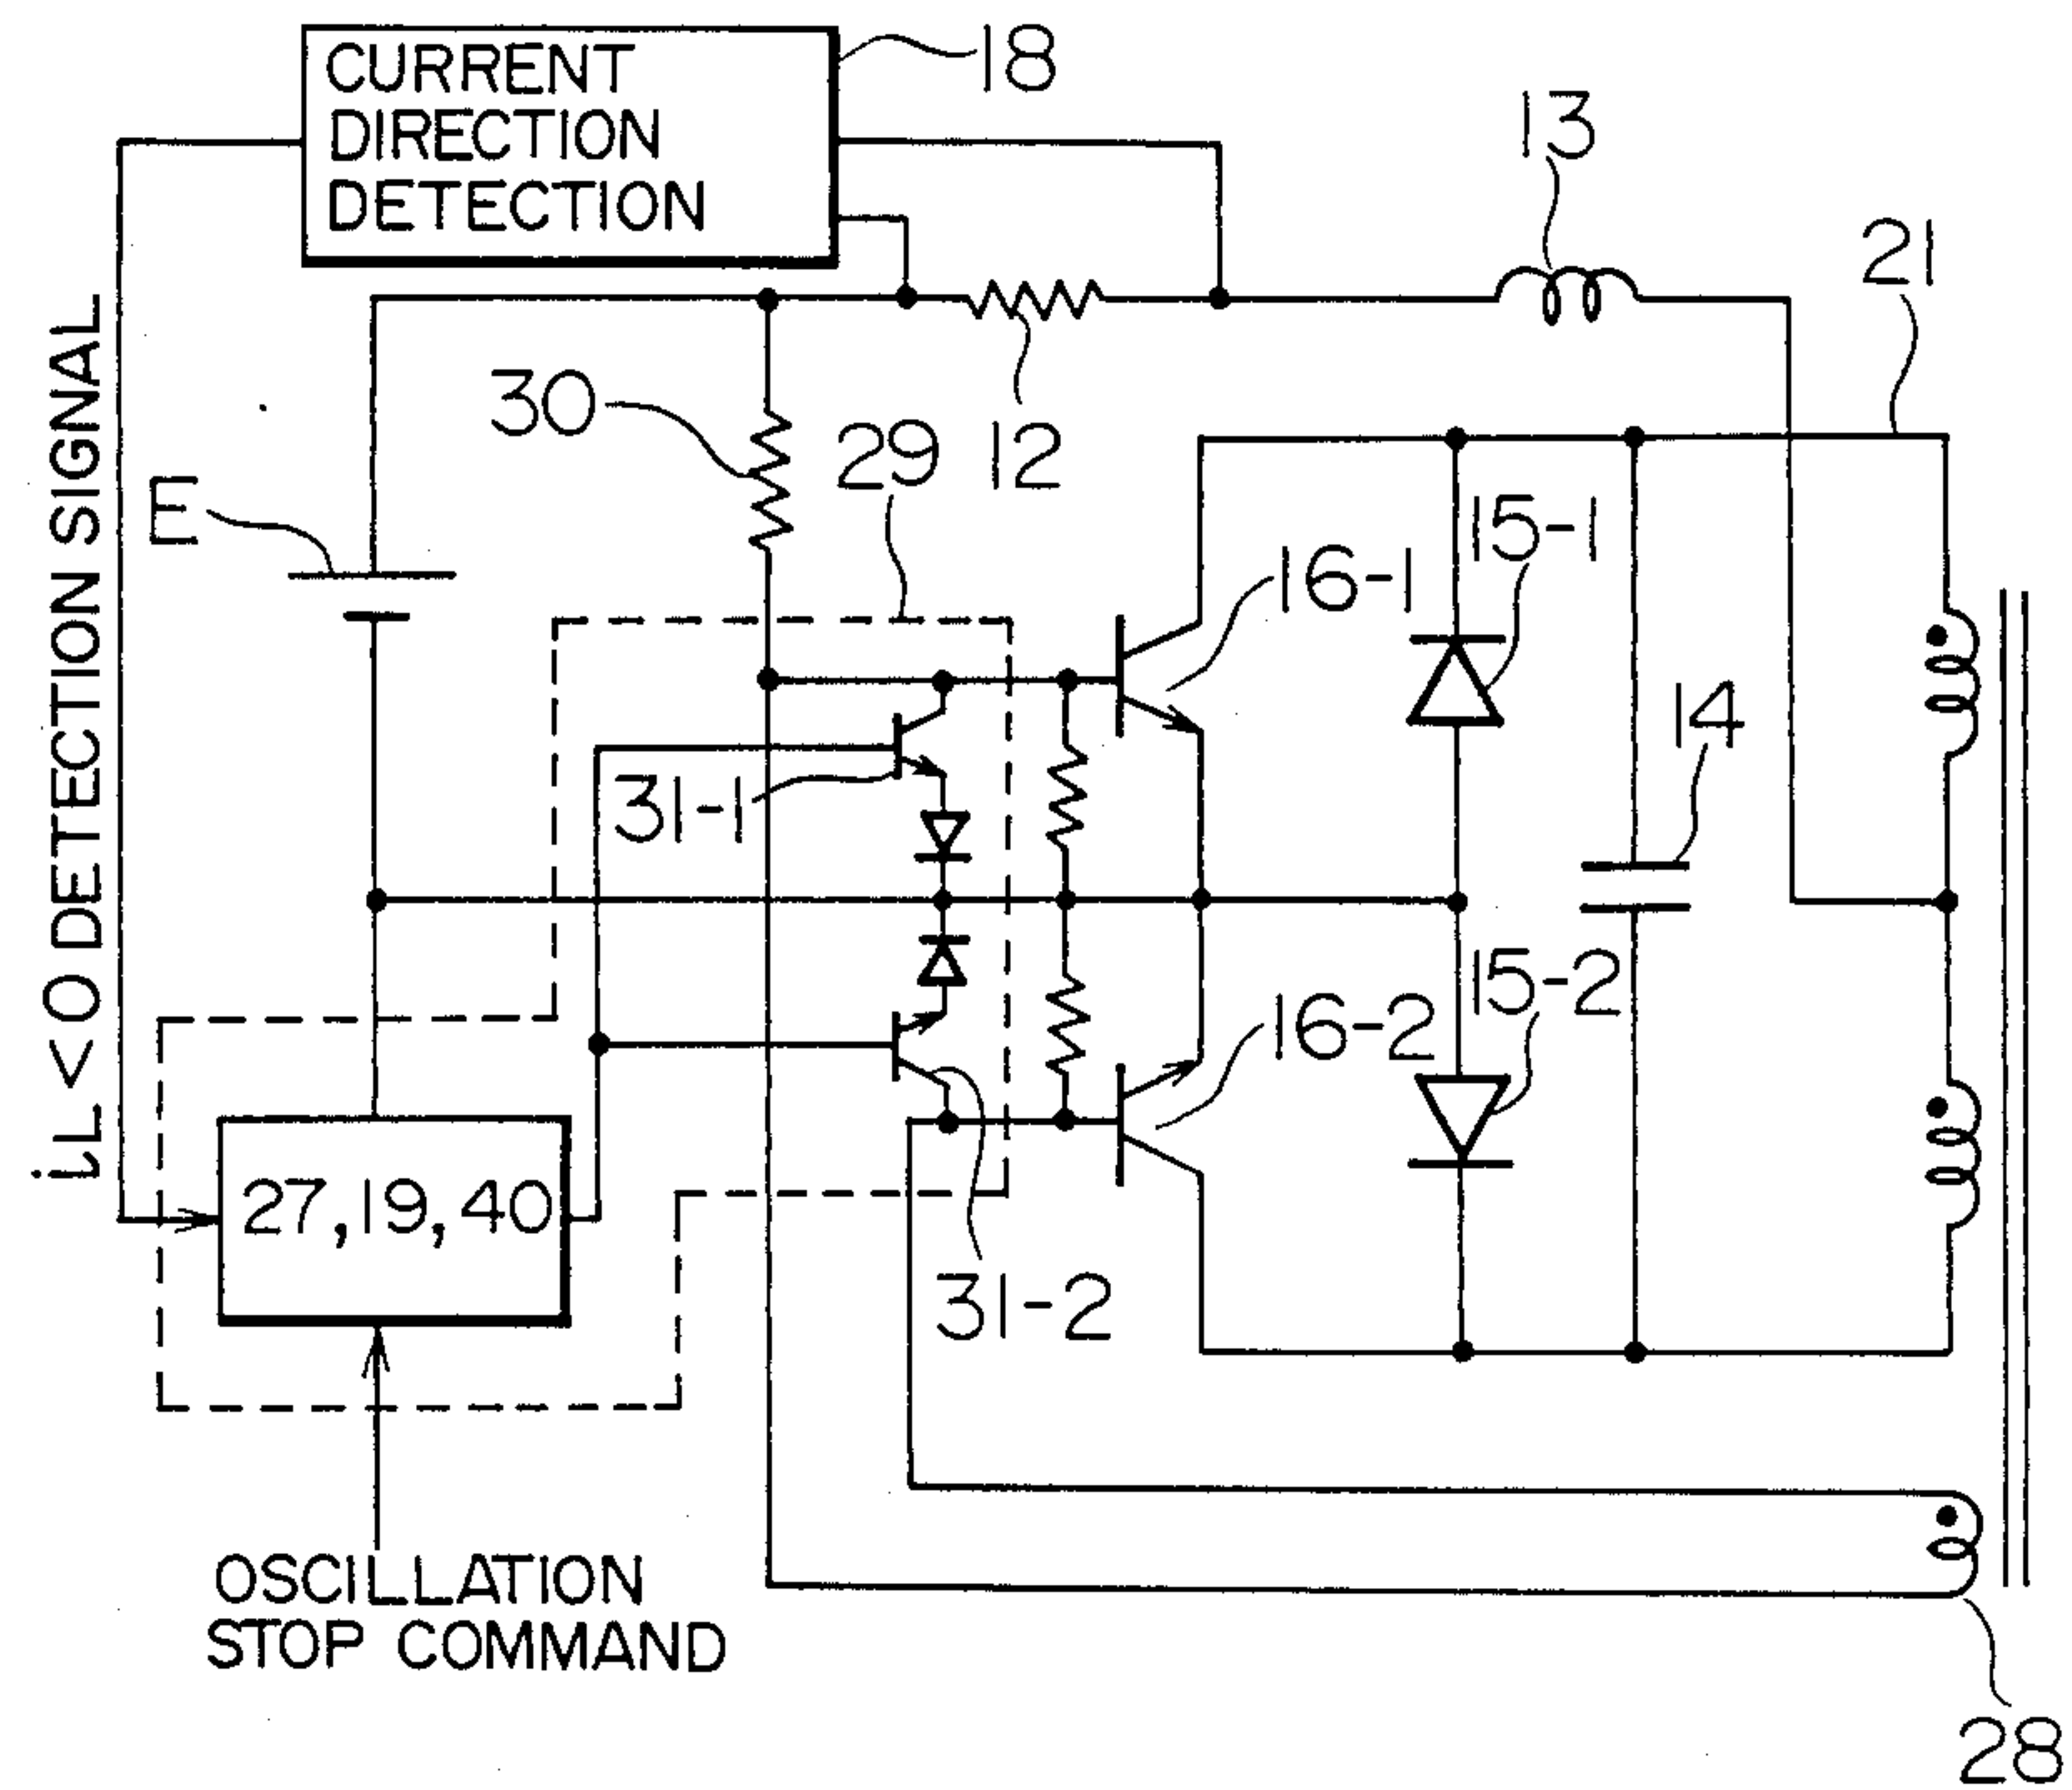 CURRENT
DIRECTION
DETECTION
18
13
21
iL < 0 DETECTION SIGNAL
E
30
29
12
15-1
16-1
14
31-1
15-2
16-2
27, 19, 40
31-2
OSCILLATION
STOP COMMAND
28